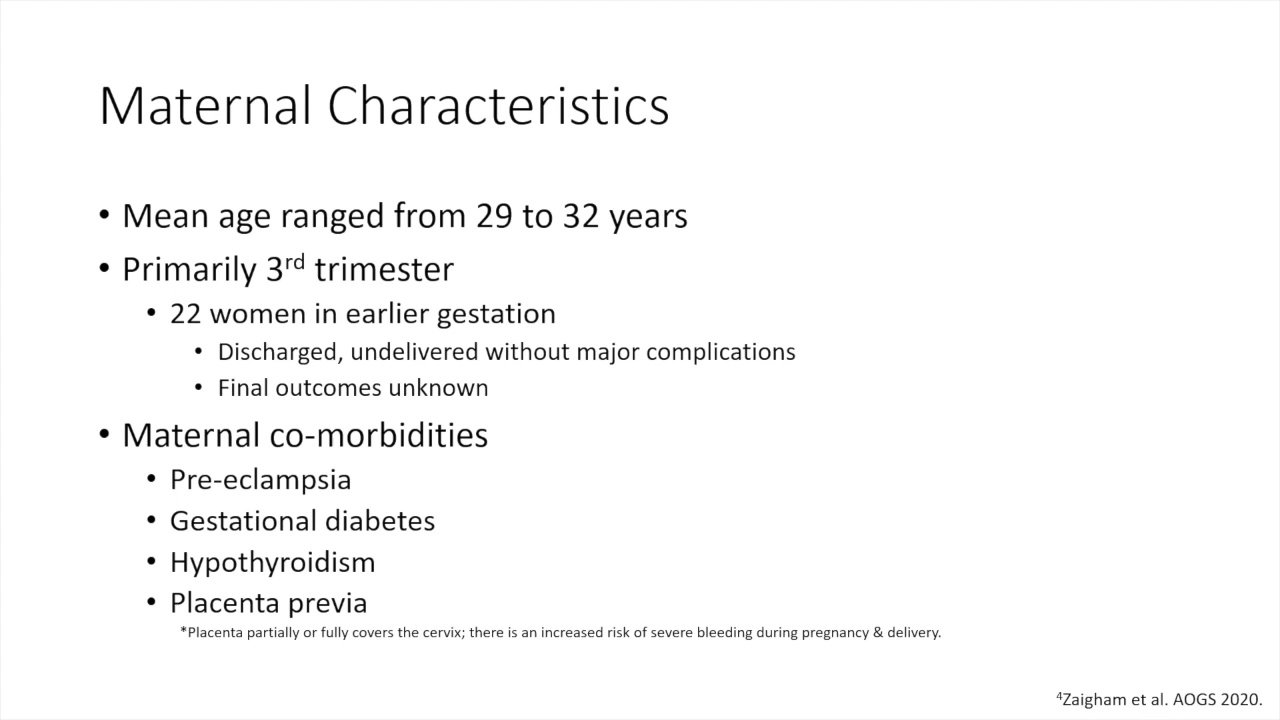 Maternal Characteristics
• Mean age ranged from 29 to 32 years
• Primarily 3rd trimester
• 22 women in earlier gestation
• Discharged, undelivered without major complications
• Final outcomes unknown
• Maternal co-morbidities
• Pre-eclampsia
• Gestational diabetes
• Hypothyroidism
• Placenta previa
*Placenta partially or fully covers the cervix; there is an increased risk of severe bleeding during pregnancy & delivery.
4Zaigham et al. AOGS 2020.